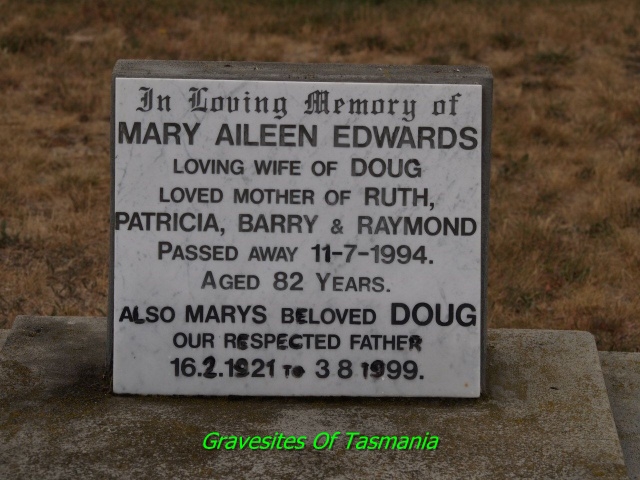 In Loving Memory of
MARY AILEEN EDWARDS
LOVING WIFE OF DOUG
LOVED MOTHER OF RUTH,
PATRICIA, BARRY & RAYMOND
PASSED AWAY 11-7-1994.
AGED 82 YEARS.
ALSO MARYS BELOVED DOUG
OUR RESPECTED FATHER
16.2.1921 TO 3 8 1999.
Gravesites Of Tasmania